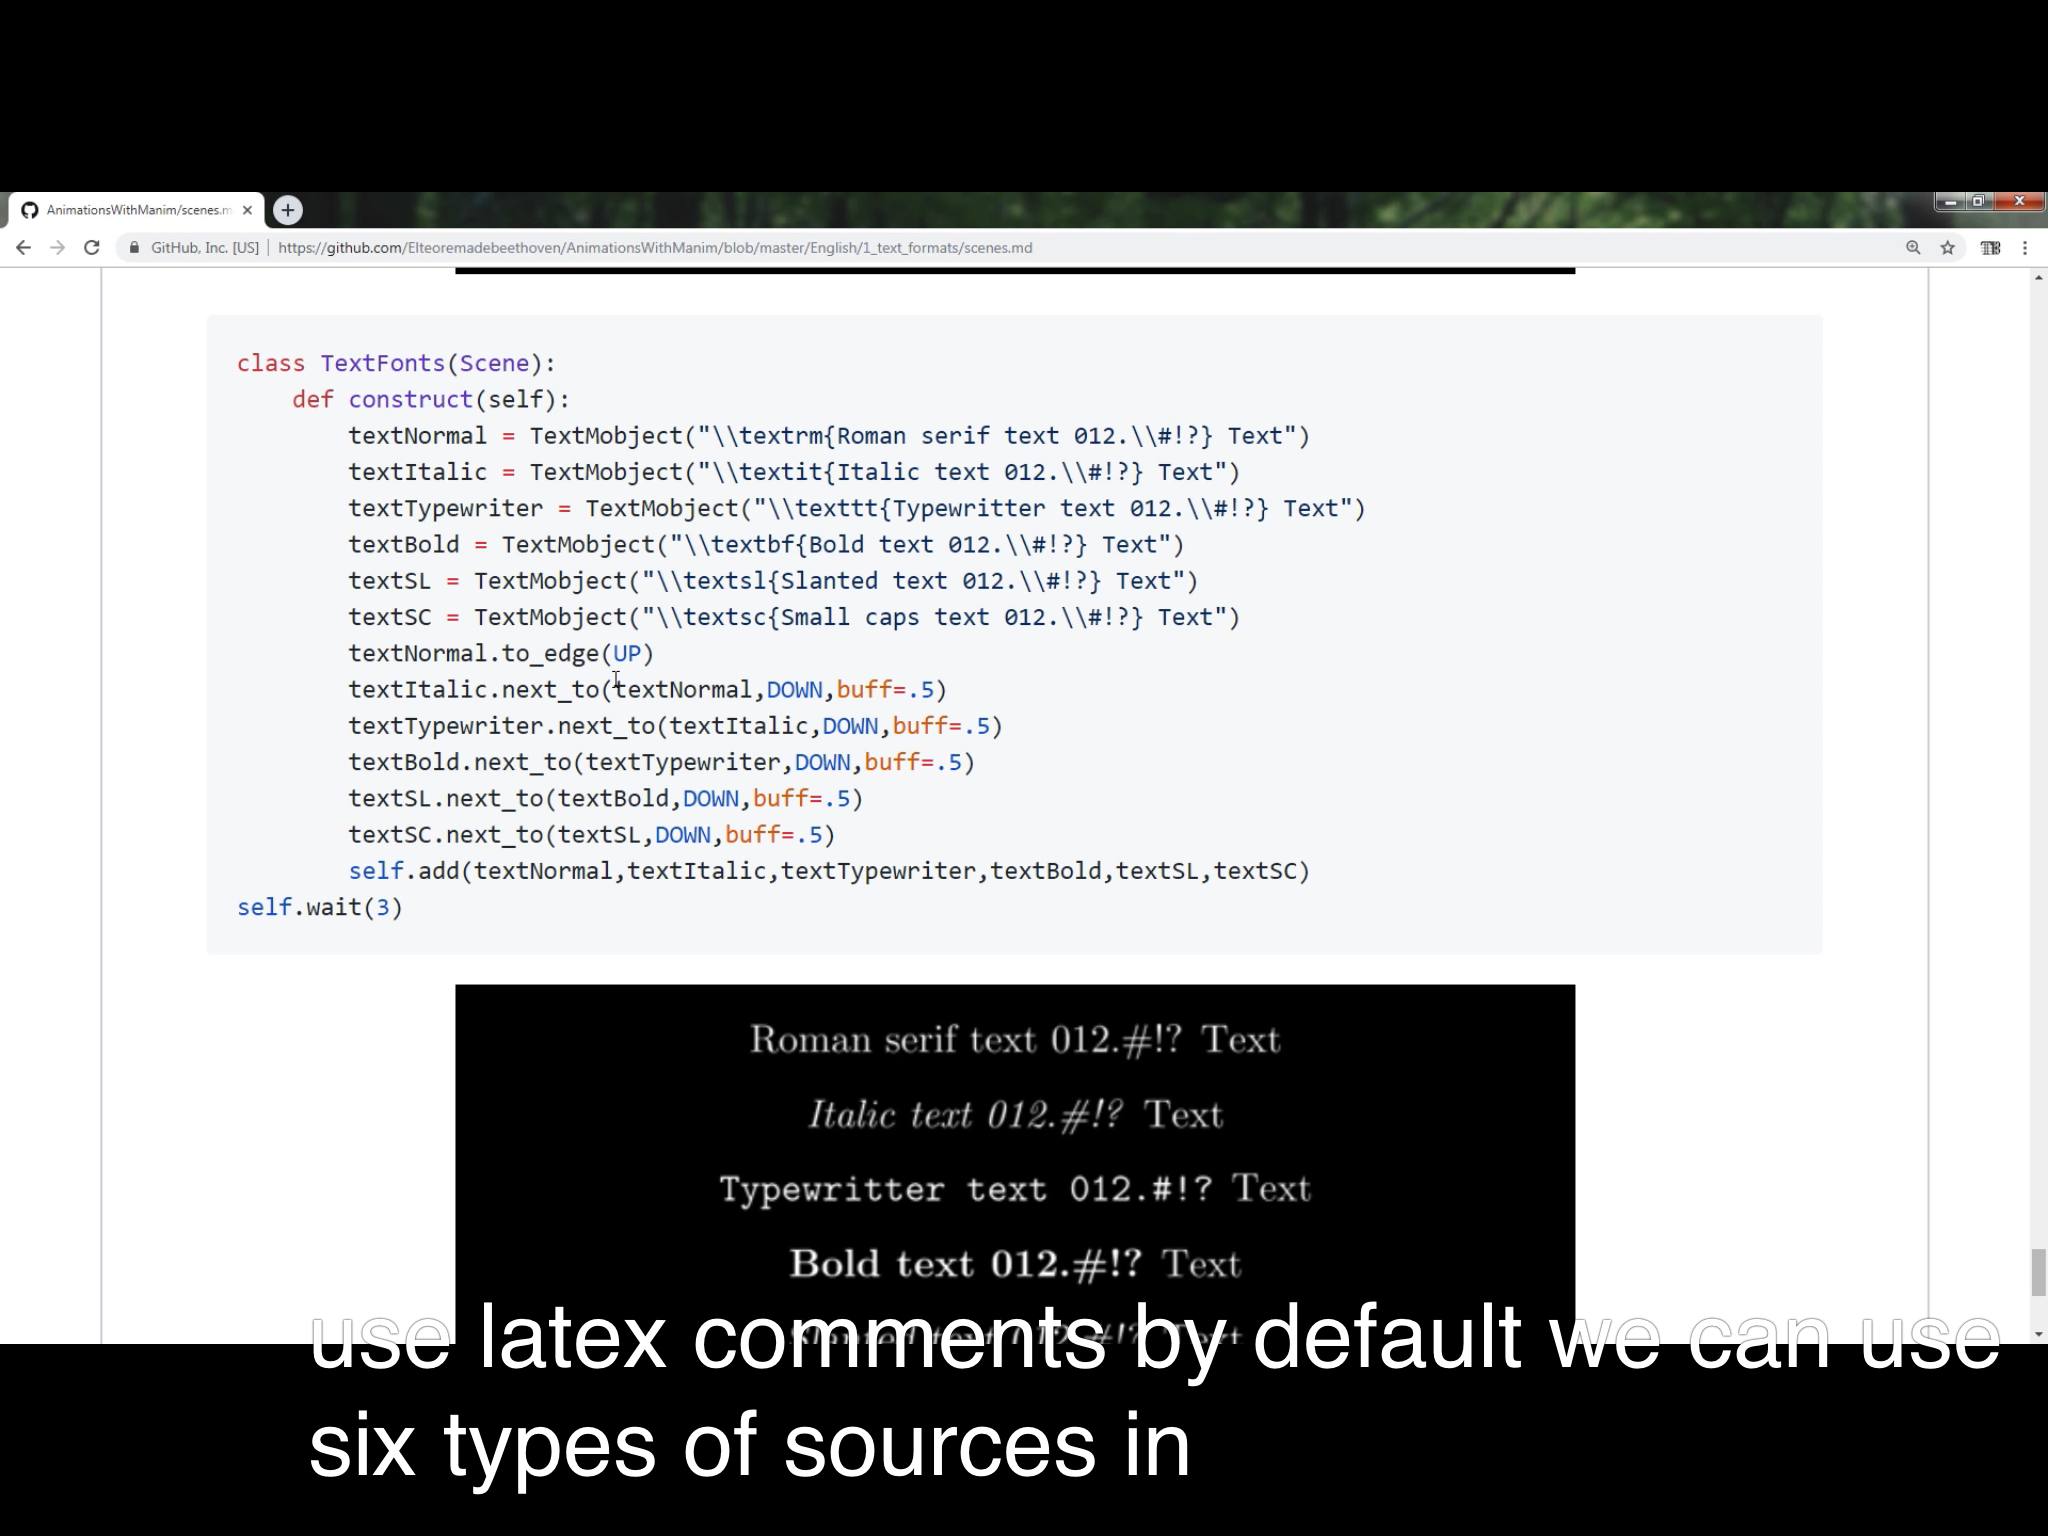 AnimationsWithManim/scenes.m
GitHub, Inc. [US] | https://github.com/Elteoremadebeethoven/AnimationsWithManim/blob/master/English/1_text_formats/scenes.md
class TextFonts(Scene):
def construct(self):
textNormal = TextMobject("\\textrm{Roman serif text 012.\\#!?} Text")
textItalic = TextMobject("\\textit{Italic text 012.\\#!?} Text")
textTypewriter = TextMobject("\\texttt{Typewritter text 012.\\#!?} Text")
textBold = TextMobject("\\textbf{Bold text 012.\\#!?} Text")
textSL = TextMobject("\\textsl{Slanted text 012.\\#!?} Text")
textSC = TextMobject("\\textsc{Small caps text 012.\\#!?} Text")
textNormal.to_edge(UP)
textItalic.next_to(textNormal,DOWN,buff=.5)
textTypewriter.next_to(textItalic,DOWN,buff=.5)
textBold.next_to(textTypewriter,DOWN,buff=.5)
textSL.next_to(textBold,DOWN,buff=.5)
textSC.next_to(textSL,DOWN,buff=.5)
self.add(textNormal,textItalic,textTypewriter,textBold,textSL,textSC)
self.wait(3)
Roman serif text 012.#!? Text
Italic text 012.#!? Text
Typewritter text 012.#!? Text
Bold text 012.#!? Text
Slanted text 012.#!? Text
use latex comments by default we can use
six types of sources in